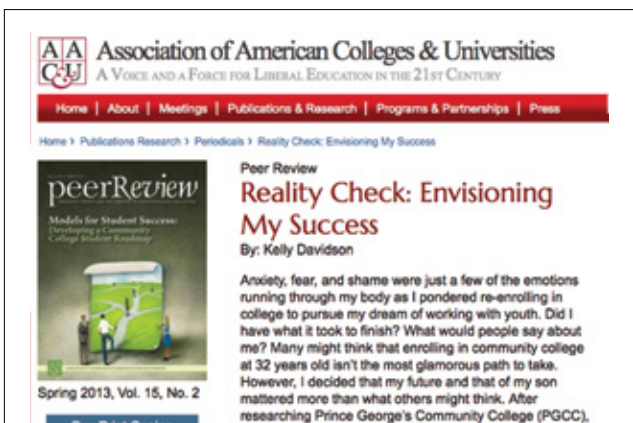 A A
C&U
Association of American Colleges & Universities
A VOICE AND A FORCE FOR LIBERAL EDUCATION IN THE 21ST CENTURY
Home | About | Meetings | Publications & Research | Programs & Partnerships | Press
Home > Publications Research > Periodicals > Reality Check: Envisioning My Success
peerReview
Models for Student Success:
Developing a Community
College Student Roadmap
Spring 2013, Vol. 15, No. 2
Peer Review
Reality Check: Envisioning
My Success
By: Kelly Davidson
Anxiety, fear, and shame were just a few of the emotions
running through my body as I pondered re-enrolling in
college to pursue my dream of working with youth. Did I
have what it took to finish? What would people say about
me? Many might think that enrolling in community college
at 32 years old isn't the most glamorous path to take.
However, I decided that my future and that of my son
mattered more than what others might think. After
researching Prince George's Community College (PGCC),